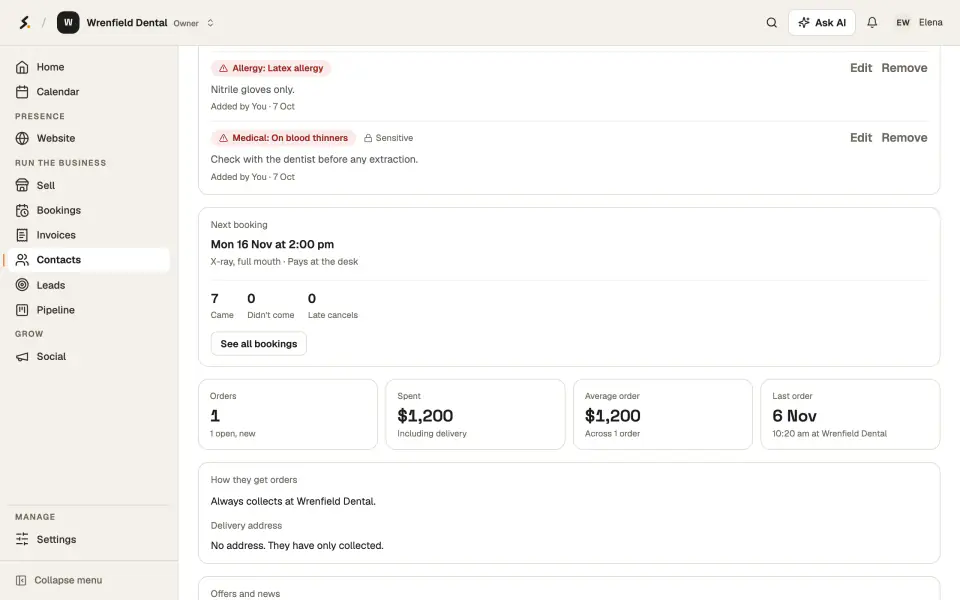 / W Wrenfield Dental Owner
Ask AI EW Elena
Home
Calendar
PRESENCE
Website
RUN THE BUSINESS
Sell
Bookings
Invoices
Contacts
Leads
Pipeline
GROW
Social
MANAGE
Settings
Collapse menu
Allergy: Latex allergy Edit Remove
Nitrile gloves only.
Added by You · 7 Oct
Medical: On blood thinners Sensitive Edit Remove
Check with the dentist before any extraction.
Added by You · 7 Oct
Next booking
Mon 16 Nov at 2:00 pm
X-ray, full mouth · Pays at the desk
7 0 0
Came Didn't come Late cancels
See all bookings
Orders
1
1 open, new
Spent
$1,200
Including delivery
Average order
$1,200
Across 1 order
Last order
6 Nov
10:20 am at Wrenfield Dental
How they get orders
Always collects at Wrenfield Dental.
Delivery address
No address. They have only collected.
Offers and news